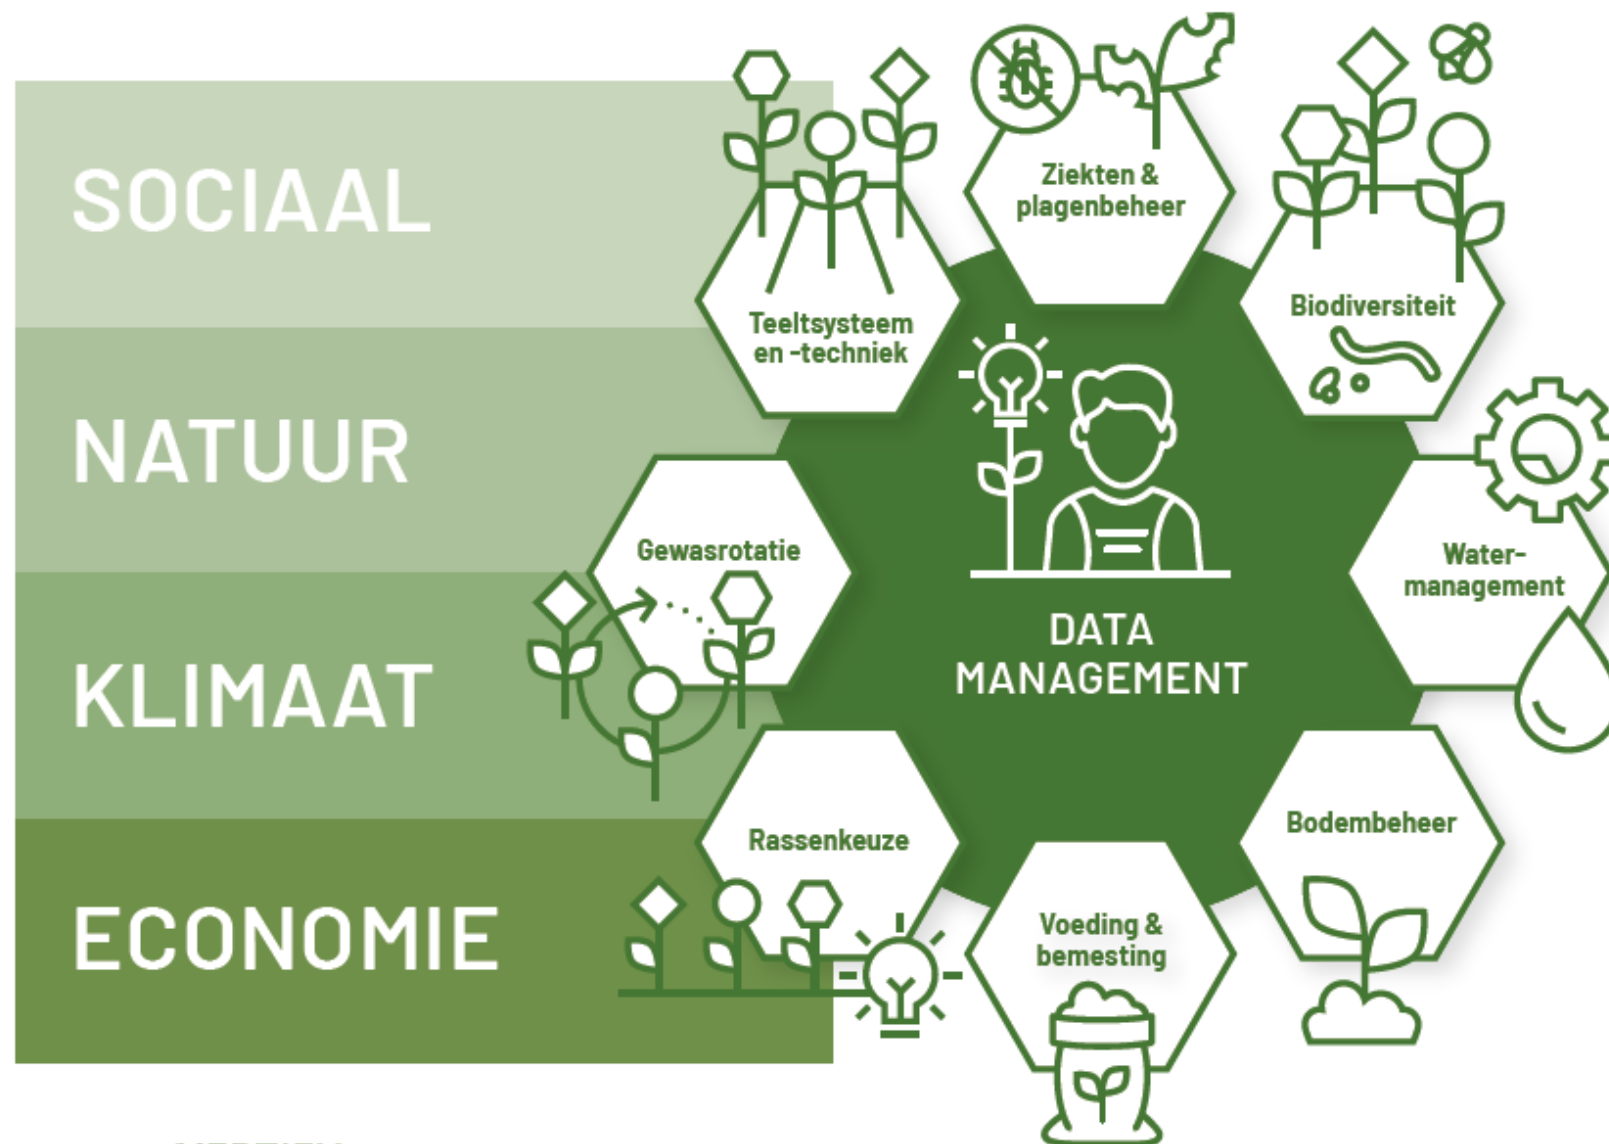 SOCIAAL
NATUUR
KLIMAAT
ECONOMIE
Ziekten &
plagenbeheer
Teeltsysteem
en -techniek
Biodiversiteit
Gewasrotatie
Water-
management
DATA
MANAGEMENT
Rassenkeuze
Bodembeheer
Voeding &
bemesting